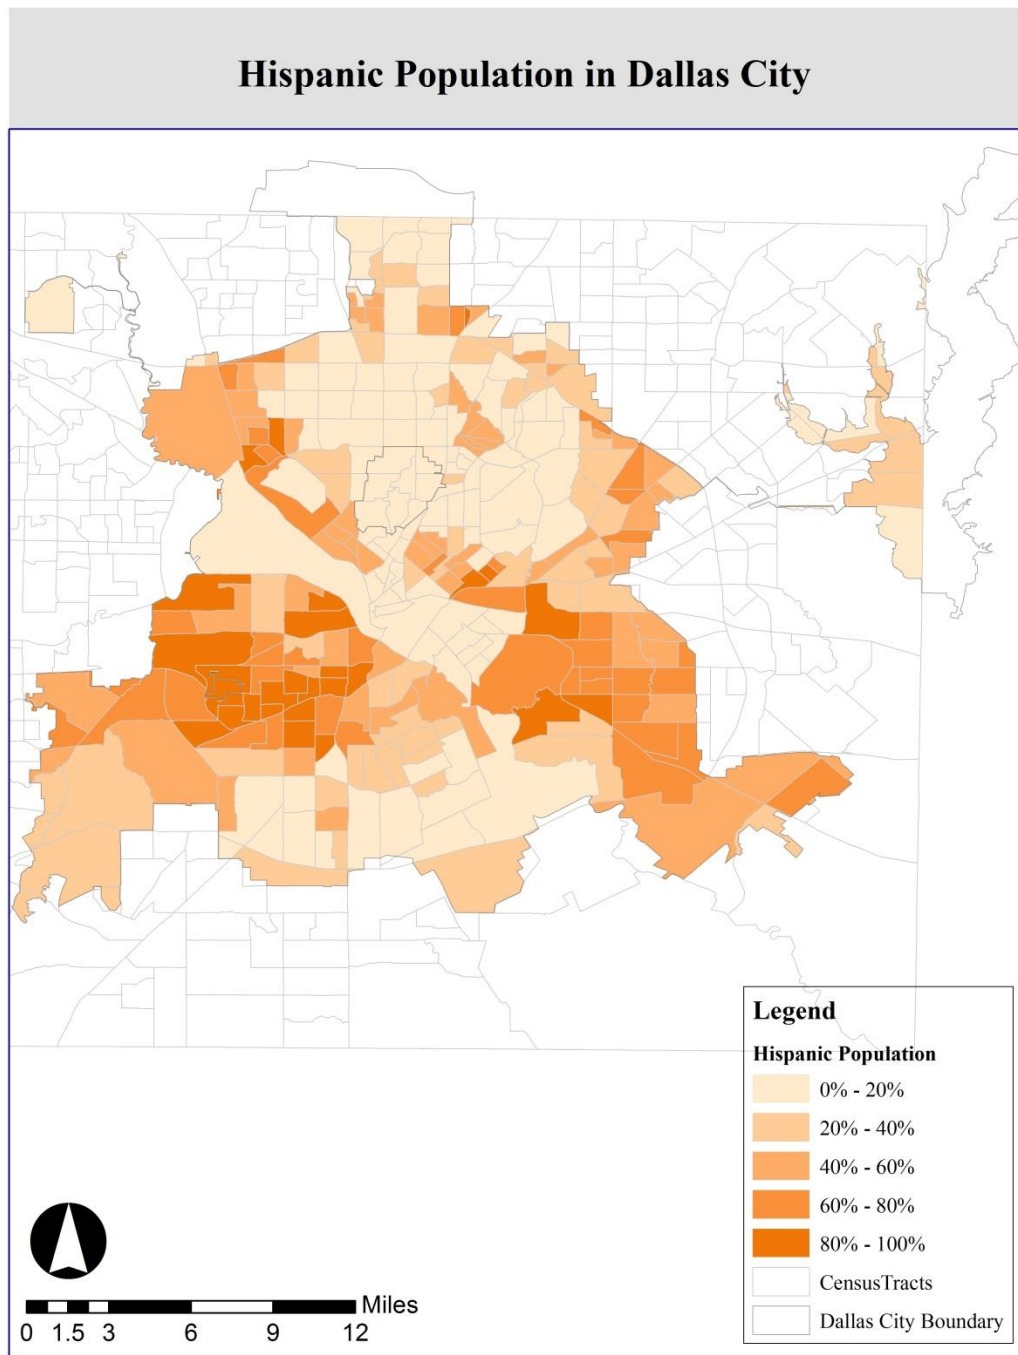 Hispanic Population in Dallas City
Legend
Hispanic Population
0% - 20%
20% - 40%
40% - 60%
60% - 80%
80% - 100%
CensusTracts
Dallas City Boundary
Miles
0 1.5 3 6 9 12